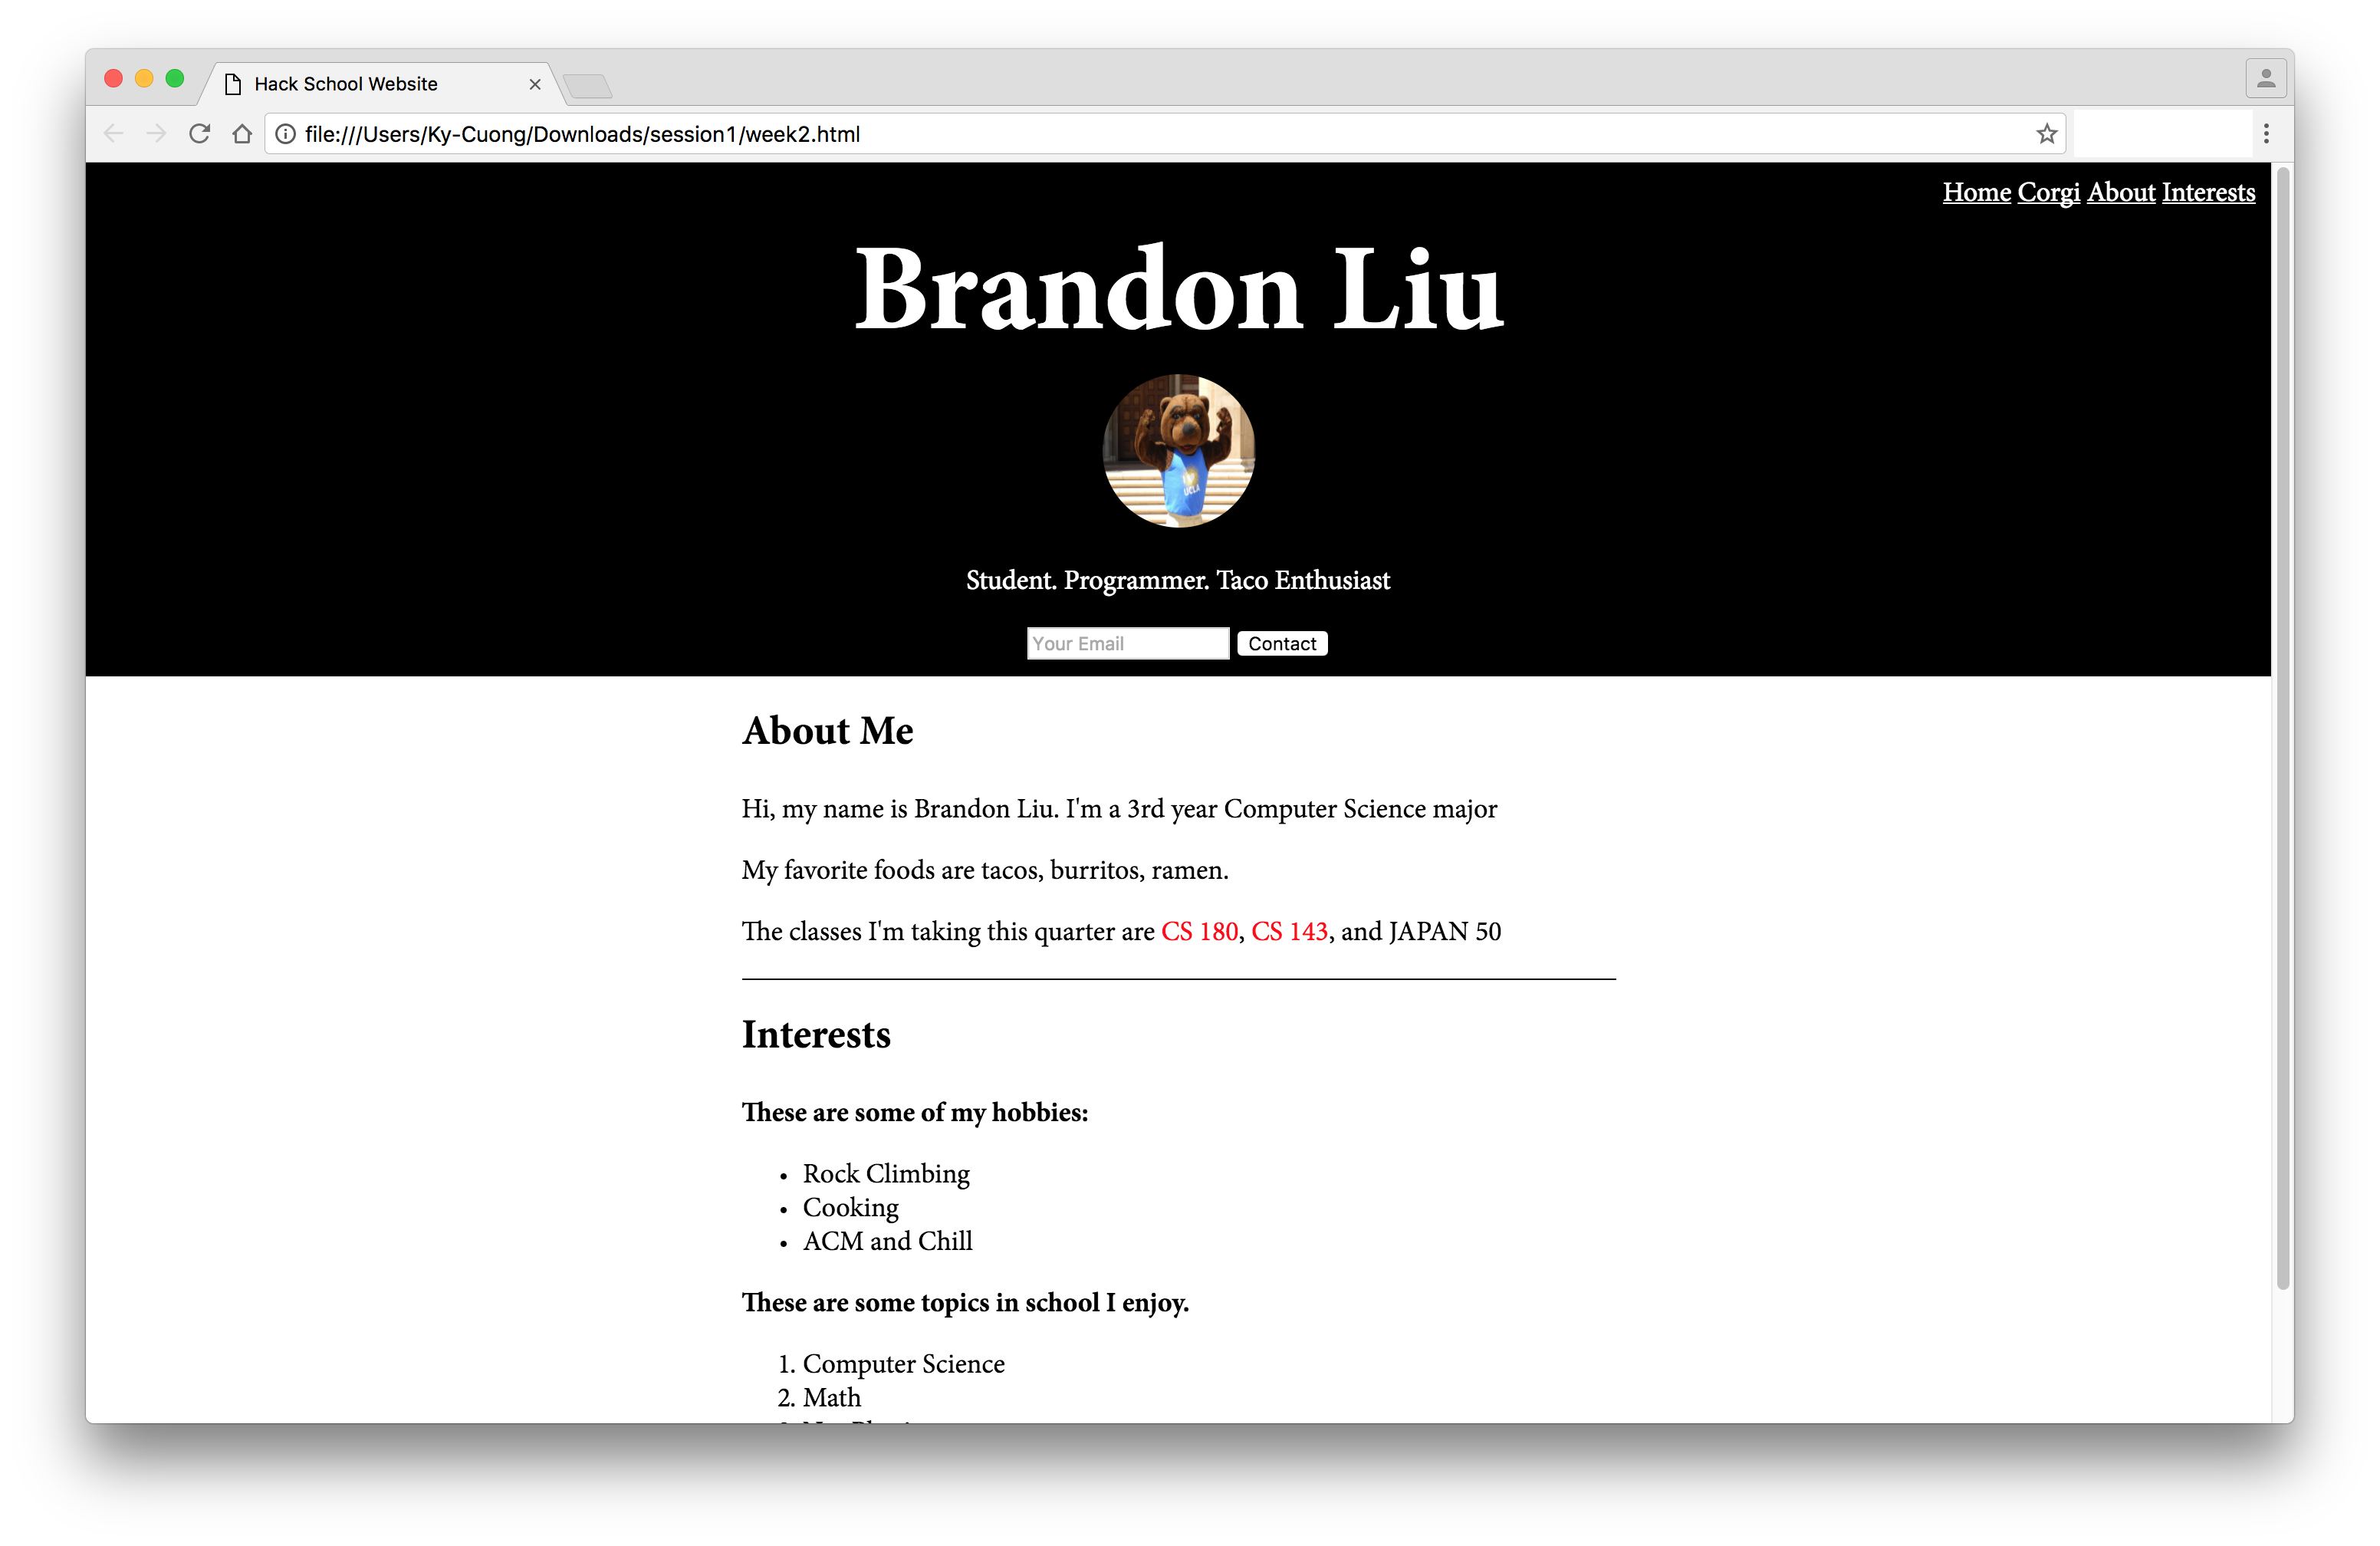 Hack School Website
file:///Users/Ky-Cuong/Downloads/session1/week2.html
Home Corgi About Interests
Brandon Liu
UCLA
Student. Programmer. Taco Enthusiast
Your Email Contact
About Me
Hi, my name is Brandon Liu. I'm a 3rd year Computer Science major
My favorite foods are tacos, burritos, ramen.
The classes I'm taking this quarter are CS 180, CS 143, and JAPAN 50
Interests
These are some of my hobbies:
• Rock Climbing
• Cooking
• ACM and Chill
These are some topics in school I enjoy.
1. Computer Science
2. Math